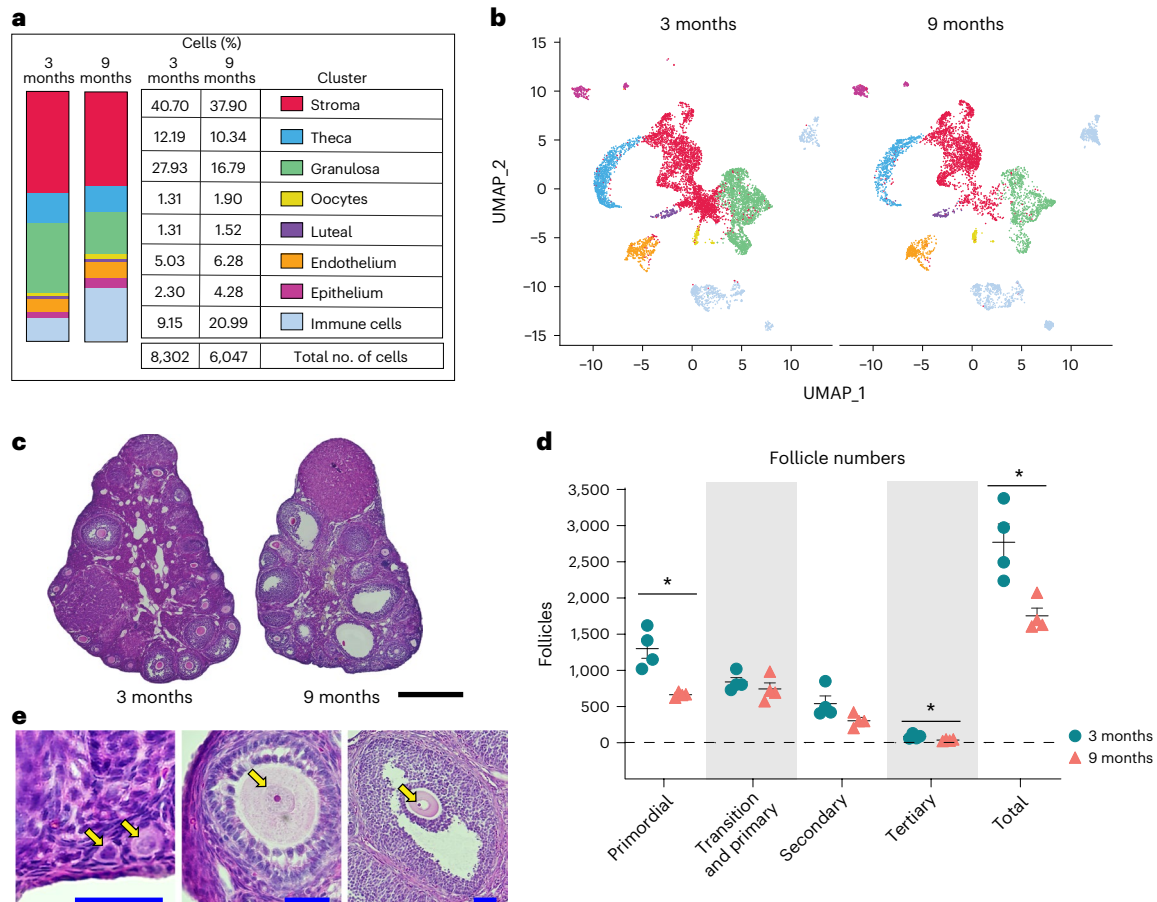 a
Cells (%)
3 months
9 months
3 months
9 months
Cluster
40.70 37.90 Stroma
12.19 10.34 Theca
27.93 16.79 Granulosa
1.31 1.90 Oocytes
1.31 1.52 Luteal
5.03 6.28 Endothelium
2.30 4.28 Epithelium
9.15 20.99 Immune cells
8,302 6,047 Total no. of cells
b
3 months
9 months
15
10
5
0
−5
−10
−15
UMAP_2
−10 −5 0 5 10
−10 −5 0 5 10
UMAP_1
c
3 months
9 months
d
Follicle numbers
*
*
*
3,500
3,000
2,500
2,000
1,500
1,000
500
0
Follicles
Primordial
Transition
and primary
Secondary
Tertiary
Total
3 months
9 months
e